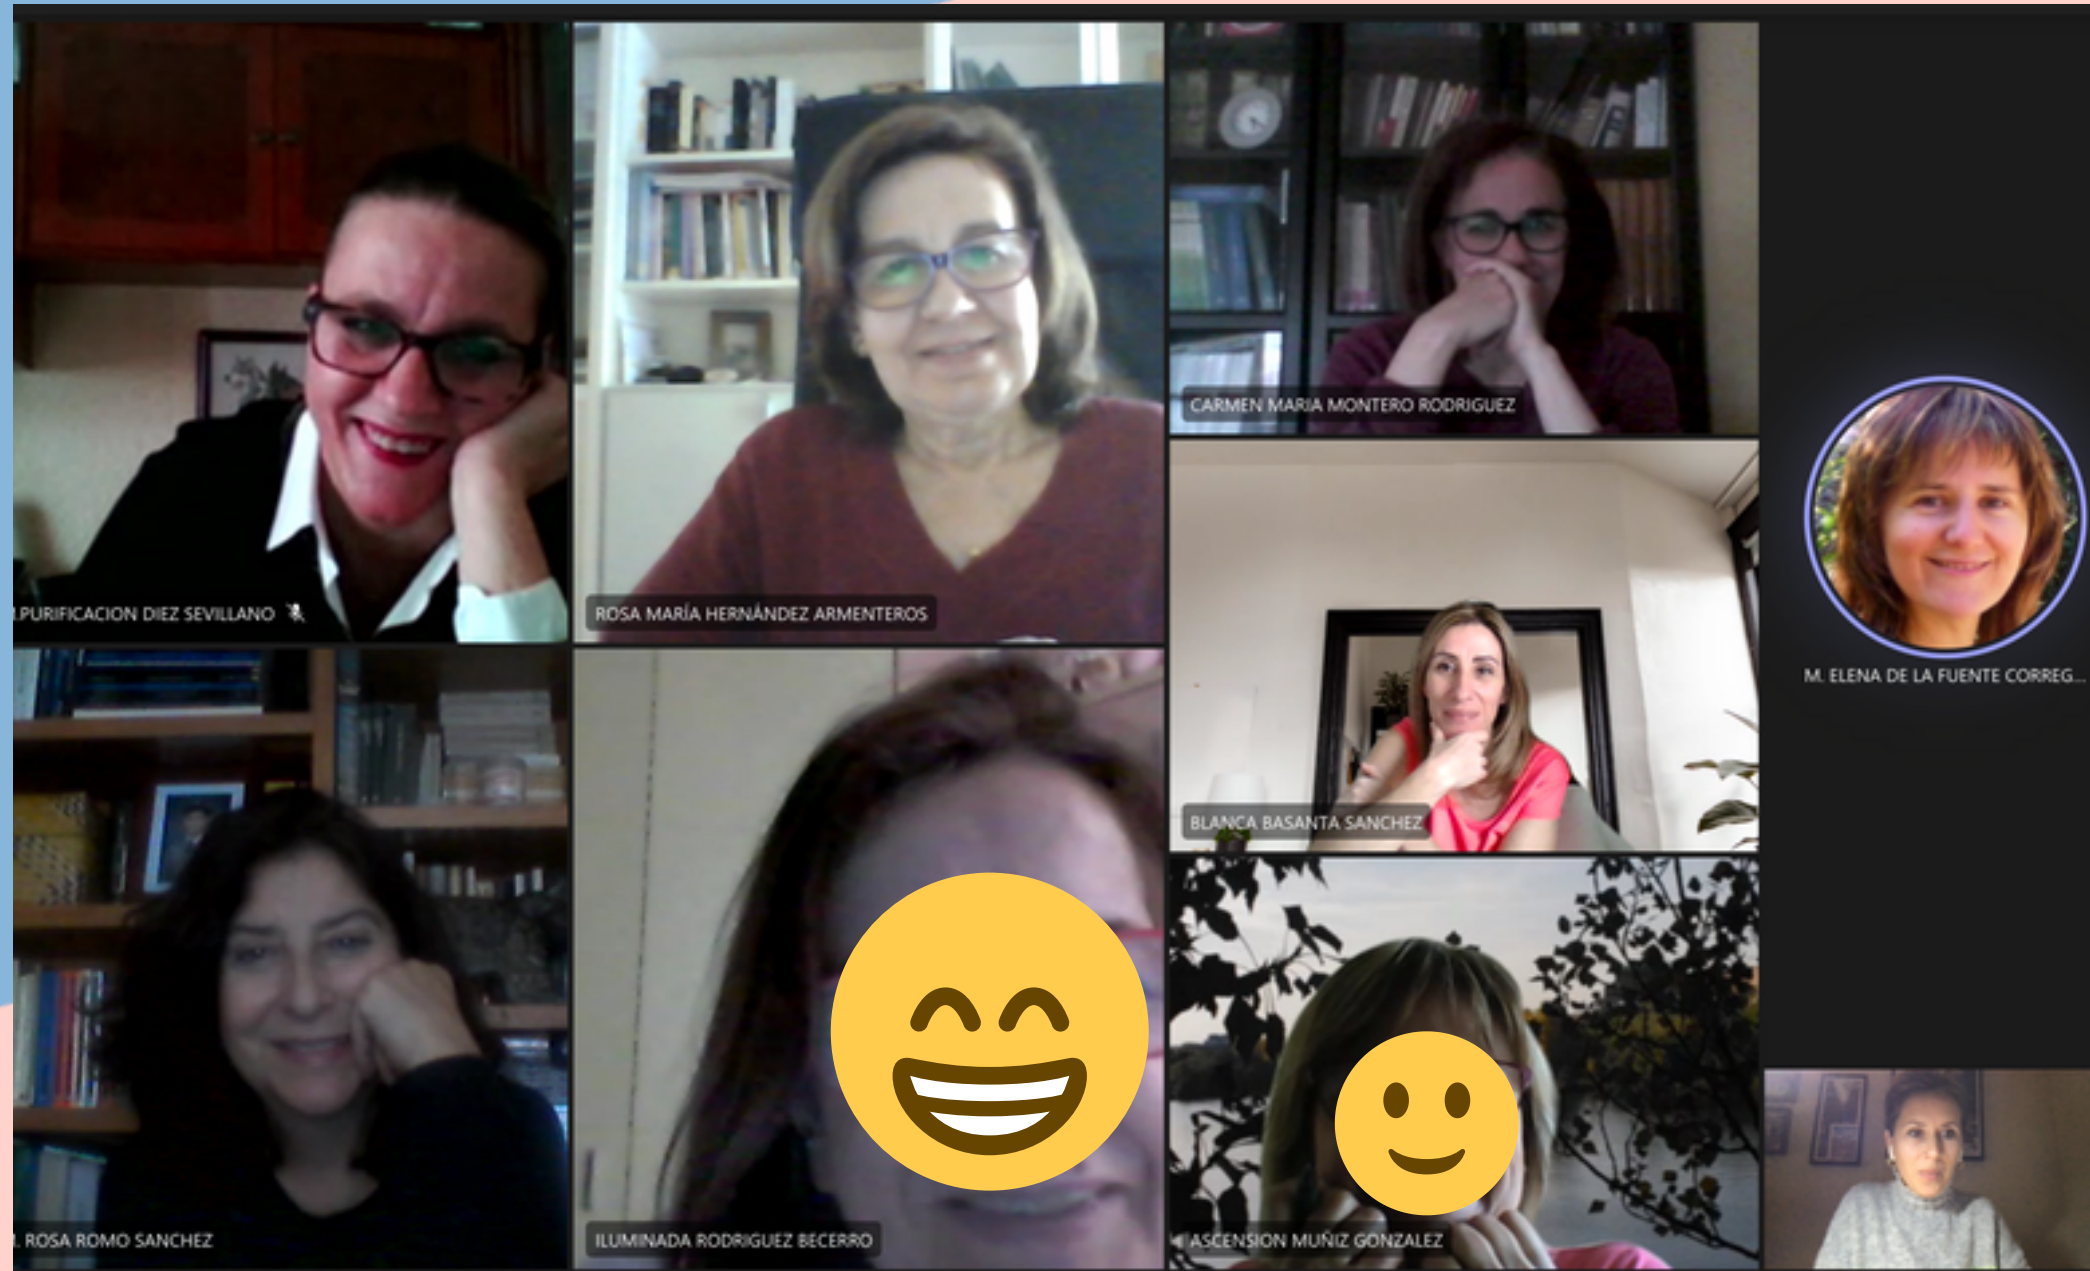 .PURIFICACION DIEZ SEVILLANO
ROSA MARÍA HERNÁNDEZ ARMENTEROS
CARMEN MARIA MONTERO RODRIGUEZ
BLANCA BASANTA SANCHEZ
M. ELENA DE LA FUENTE CORREG...
. ROSA ROMO SANCHEZ
ILUMINADA RODRIGUEZ BECERRO
ASCENSION MUÑIZ GONZALEZ